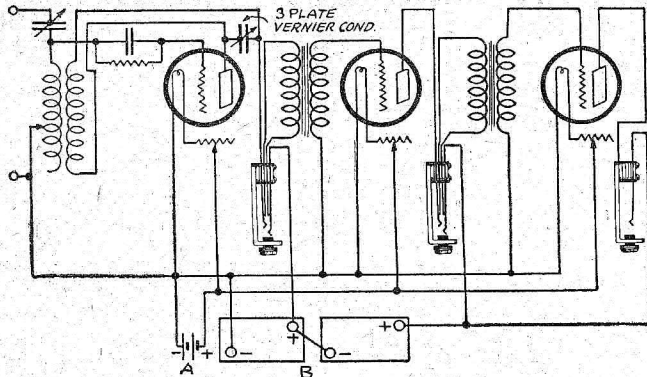 3 PLATE
VERNIER COND.
- +
A
- +
- +
B